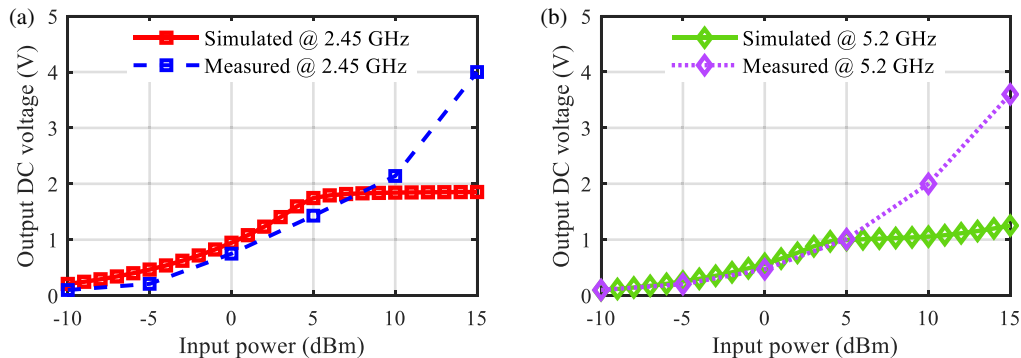 (a)
Output DC voltage (V)
5
4
3
2
1
0
Simulated @ 2.45 GHz
Measured @ 2.45 GHz
-10 -5 0 5 10 15
Input power (dBm)
(b)
Output DC voltage (V)
5
4
3
2
1
0
Simulated @ 5.2 GHz
Measured @ 5.2 GHz
-10 -5 0 5 10 15
Input power (dBm)